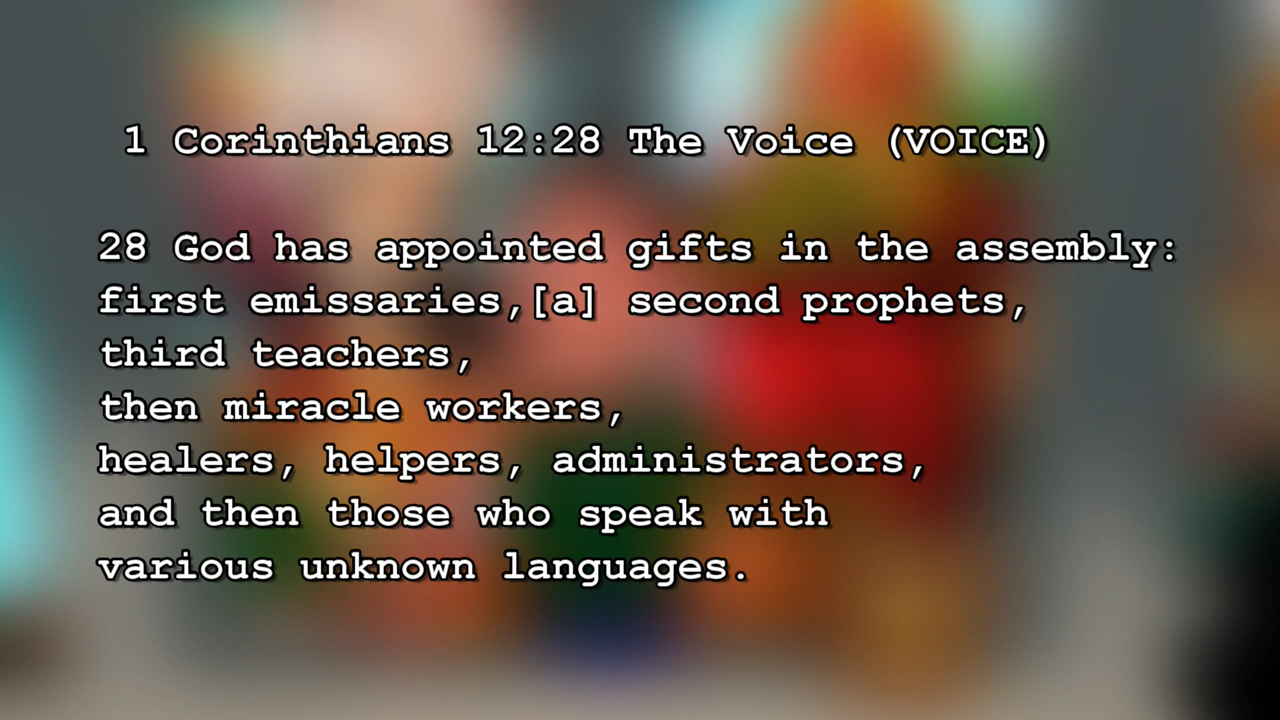 1 Corinthians 12:28 The Voice (VOICE)
28 God has appointed gifts in the assembly:
first emissaries,[a] second prophets,
third teachers,
then miracle workers,
healers, helpers, administrators,
and then those who speak with
various unknown languages.